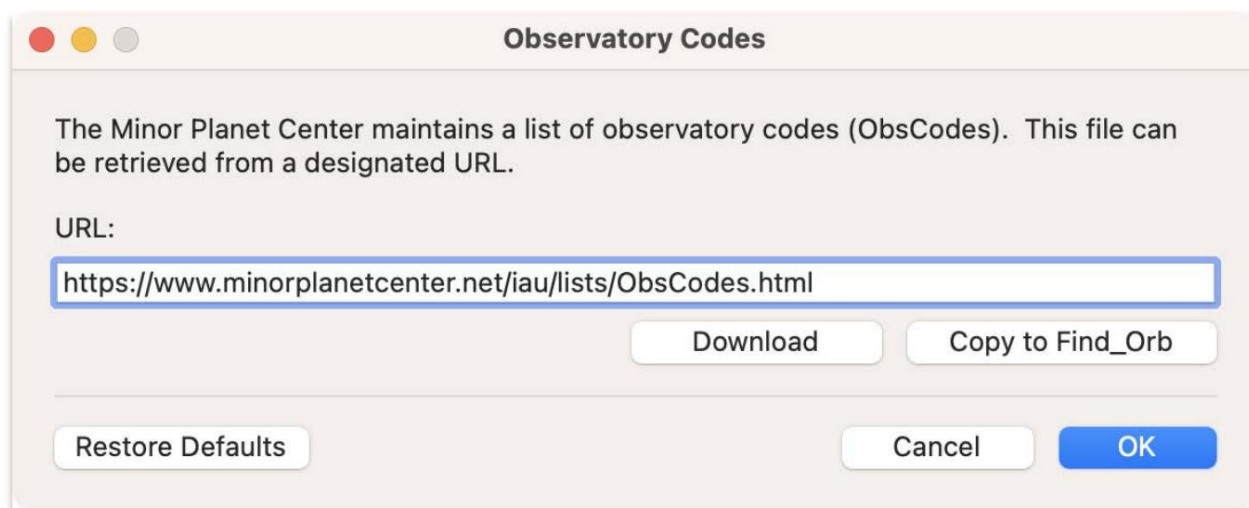 Observatory Codes
The Minor Planet Center maintains a list of observatory codes (ObsCodes).  This file can
be retrieved from a designated URL.
URL:
https://www.minorplanetcenter.net/iau/lists/ObsCodes.html
Download Copy to Find_Orb
Restore Defaults Cancel OK